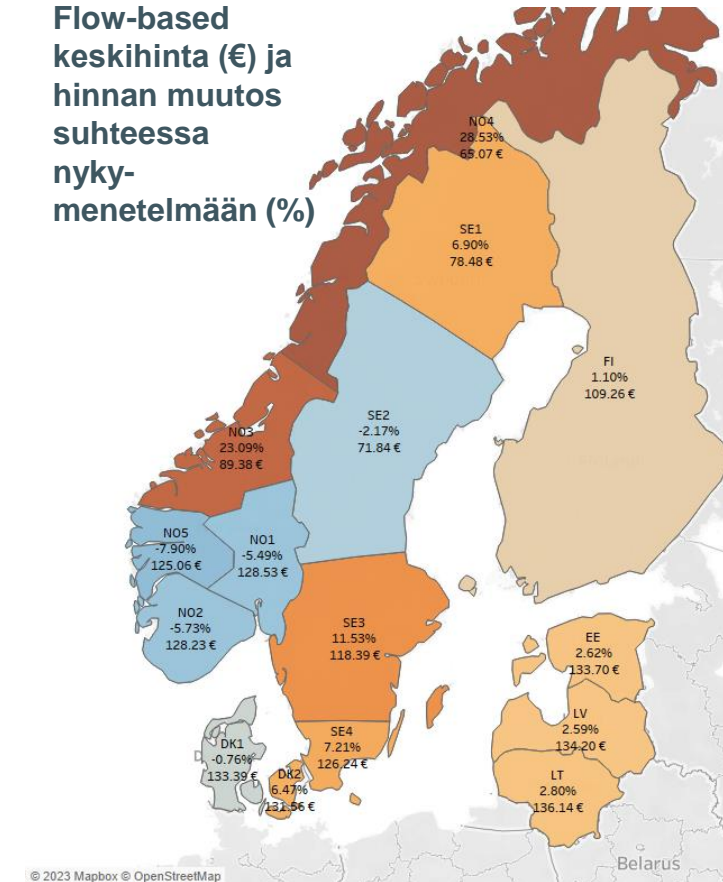 Flow-based
keskihinta (€) ja
hinnan muutos
suhteessa
nyky-
menetelmään (%)
NO4
28.53%
65.07 €
SE1
6.90%
78.48 €
FI
1.10%
109.26 €
SE2
-2.17%
71.84 €
NO3
23.09%
89.38 €
NO5
-7.90%
125.06 €
NO1
-5.49%
128.53 €
NO2
-5.73%
128.23 €
SE3
11.53%
118.39 €
EE
2.62%
133.70 €
LV
2.59%
134.20 €
SE4
7.21%
126.24 €
DK1
-0.76%
133.39 €
DK2
6.47%
131.56 €
LT
2.80%
136.14 €
Belarus
© 2023 Mapbox © OpenStreetMap